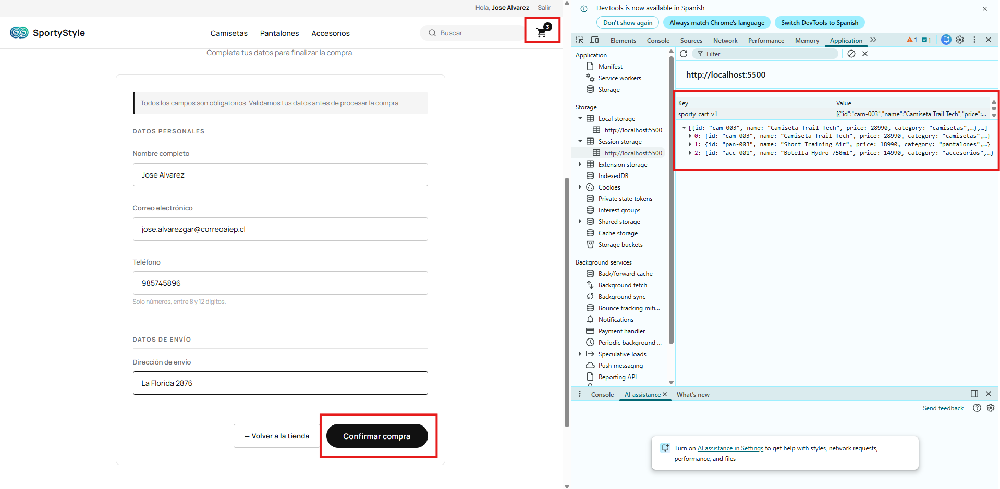 Hola, Jose Alvarez Salir
SportyStyle
Camisetas Pantalones Accesorios
Buscar
3
Completa tus datos para finalizar la compra.
Todos los campos son obligatorios. Validamos tus datos antes de procesar la compra.
DATOS PERSONALES
Nombre completo
Jose Alvarez
Correo electrónico
jose.alvarezgar@correoaiep.cl
Teléfono
985745896
Solo números, entre 8 y 12 dígitos.
DATOS DE ENVÍO
Dirección de envío
La Florida 2876
← Volver a la tienda
Confirmar compra
DevTools is now available in Spanish
Don't show again Always match Chrome's language Switch DevTools to Spanish
Elements Console Sources Network Performance Memory Application 1 1
Application
Manifest
Service workers
Storage
Storage
Local storage
http://localhost:5500
Session storage
http://localhost:5500
Extension storage
IndexedDB
Cookies
Private state tokens
Interest groups
Shared storage
Cache storage
Storage buckets
Background services
Back/forward cache
Background fetch
Background sync
Bounce tracking miti...
Notifications
Payment handler
Periodic background ...
Speculative loads
Push messaging
Reporting API
Filter
http://localhost:5500
Key Value
sporty_cart_v1 [{"id":"cam-003","name":"Camiseta Trail Tech","price":...
[{id: "cam-003", name: "Camiseta Trail Tech", price: 28990, category: "camisetas",…},…]
0: {id: "cam-003", name: "Camiseta Trail Tech", price: 28990, category: "camisetas",…}
1: {id: "pan-003", name: "Short Training Air", price: 18990, category: "pantalones",…}
2: {id: "acc-001", name: "Botella Hydro 750ml", price: 14990, category: "accesorios",…}
Console AI assistance What's new
Send feedback
Turn on AI assistance in Settings to get help with styles, network requests,
performance, and files